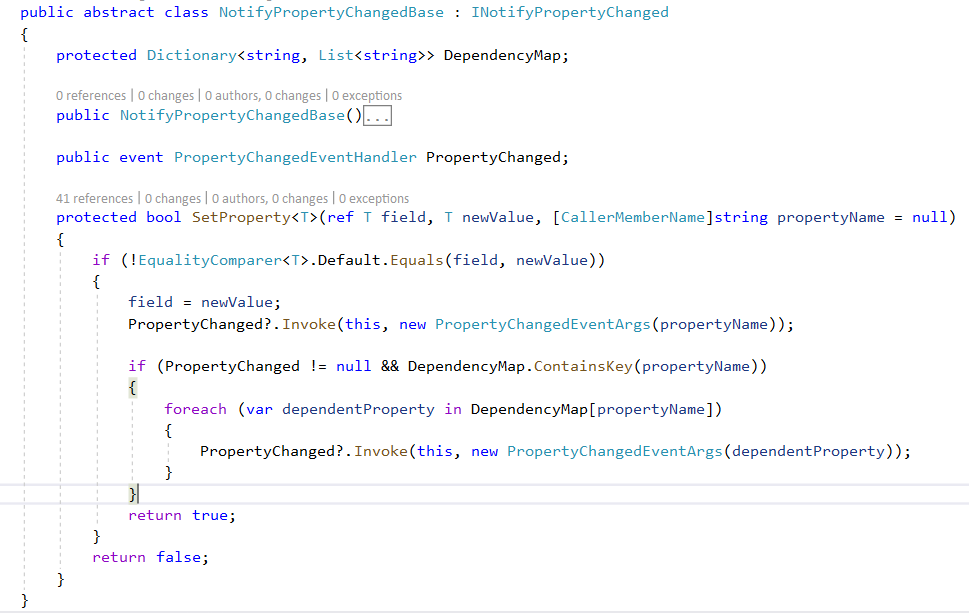 public abstract class NotifyPropertyChangedBase : INotifyPropertyChanged
{
protected Dictionary<string, List<string>> DependencyMap;
0 references | 0 changes | 0 authors, 0 changes | 0 exceptions
public NotifyPropertyChangedBase()...
public event PropertyChangedEventHandler PropertyChanged;
41 references | 0 changes | 0 authors, 0 changes | 0 exceptions
protected bool SetProperty<T>(ref T field, T newValue, [CallerMemberName]string propertyName = null)
{
if (!EqualityComparer<T>.Default.Equals(field, newValue))
{
field = newValue;
PropertyChanged?.Invoke(this, new PropertyChangedEventArgs(propertyName));
if (PropertyChanged != null && DependencyMap.ContainsKey(propertyName))
{
foreach (var dependentProperty in DependencyMap[propertyName])
{
PropertyChanged?.Invoke(this, new PropertyChangedEventArgs(dependentProperty));
}
}
return true;
}
return false;
}
}